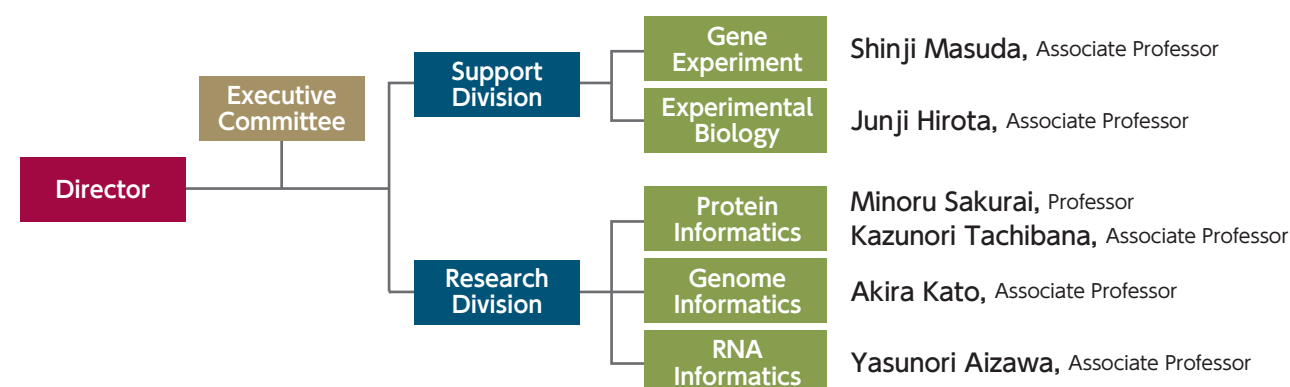 Director
Executive
Committee
Support
Division
Gene
Experiment
Shinji Masuda, Associate Professor
Experimental
Biology
Junji Hirota, Associate Professor
Research
Division
Protein
Informatics
Minoru Sakurai, Professor
Kazunori Tachibana, Associate Professor
Genome
Informatics
Akira Kato, Associate Professor
RNA
Informatics
Yasunori Aizawa, Associate Professor